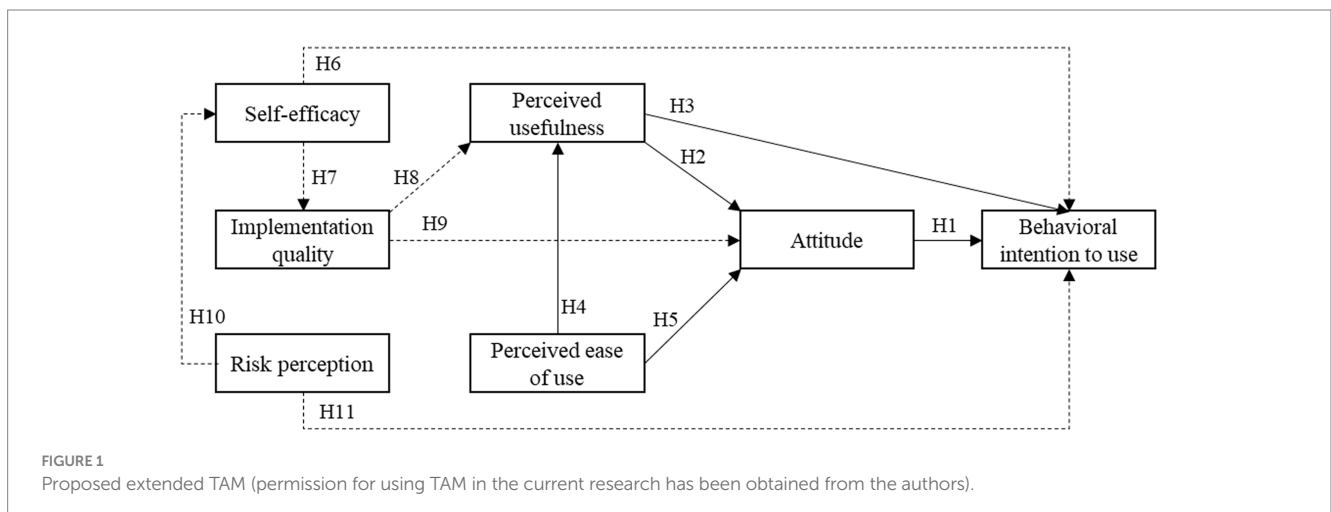 H6
Self-efficacy
Perceived
usefulness
H3
H2
H7
H8
Implementation
quality
H9
Attitude
H1
Behavioral
intention to use
H10
H4
H5
Risk perception
Perceived ease
of use
H11
FIGURE 1
Proposed extended TAM (permission for using TAM in the current research has been obtained from the authors).